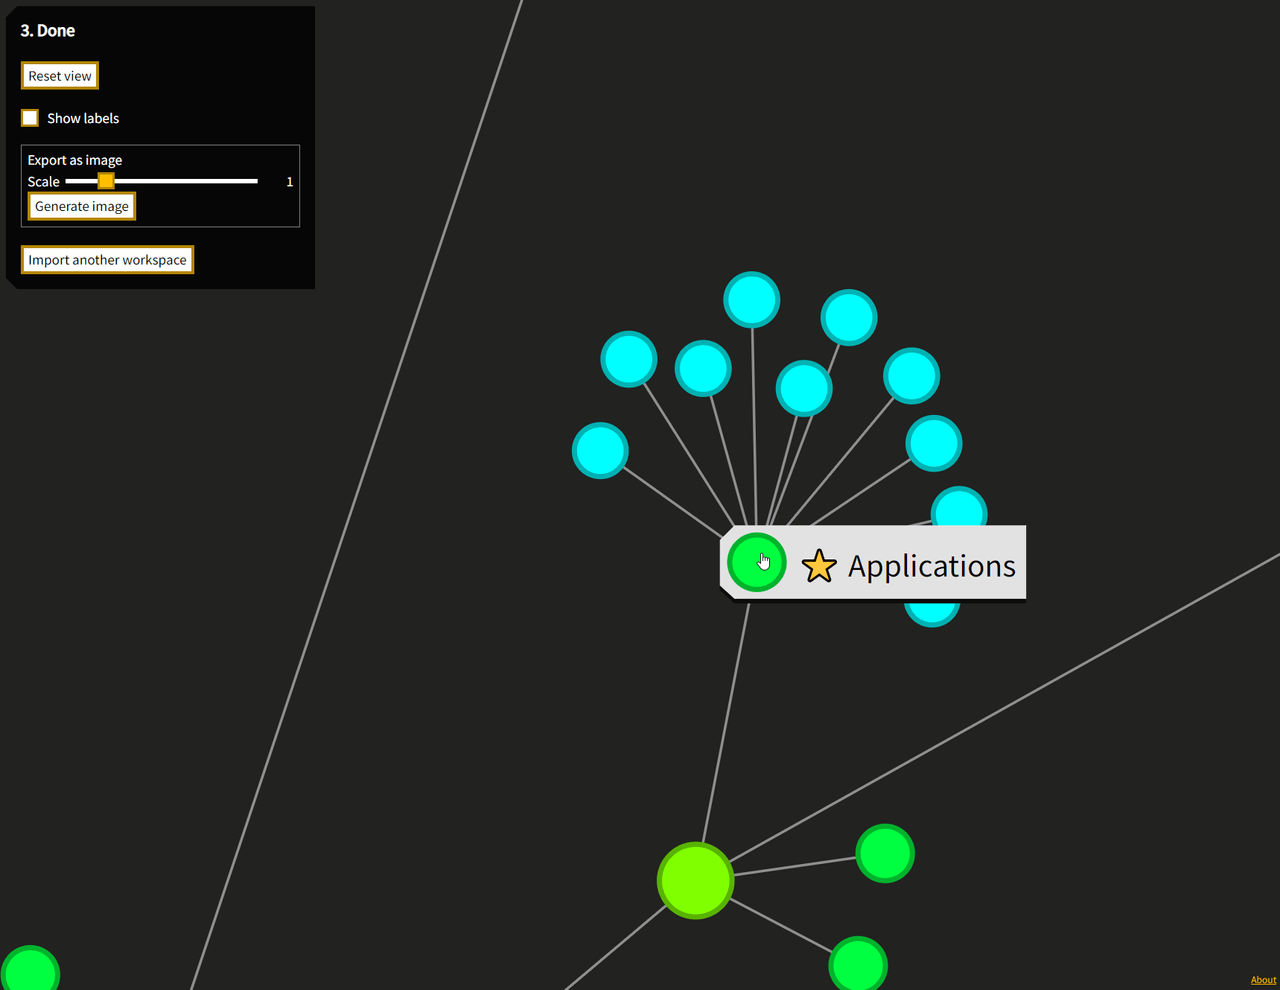 3. Done
Reset view
Show labels
Export as image
Scale 1
Generate image
Import another workspace
Applications
About